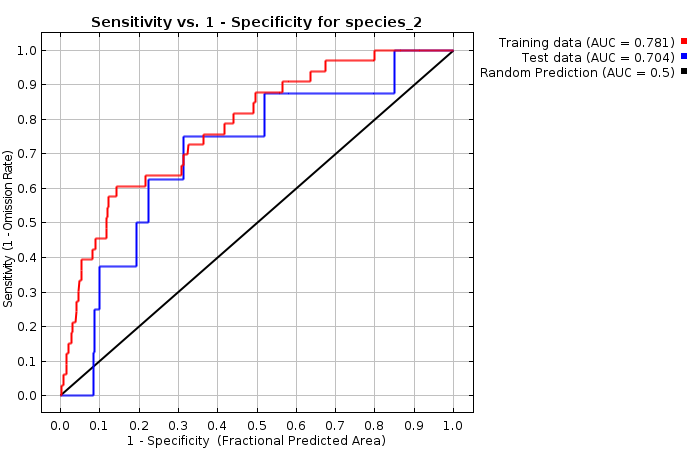 Sensitivity vs. 1 - Specificity for species_2
Training data (AUC = 0.781)
Test data (AUC = 0.704)
Random Prediction (AUC = 0.5)
Sensitivity (1 - Omission Rate)
1.0
0.9
0.8
0.7
0.6
0.5
0.4
0.3
0.2
0.1
0.0
0.0 0.1 0.2 0.3 0.4 0.5 0.6 0.7 0.8 0.9 1.0
1 - Specificity (Fractional Predicted Area)